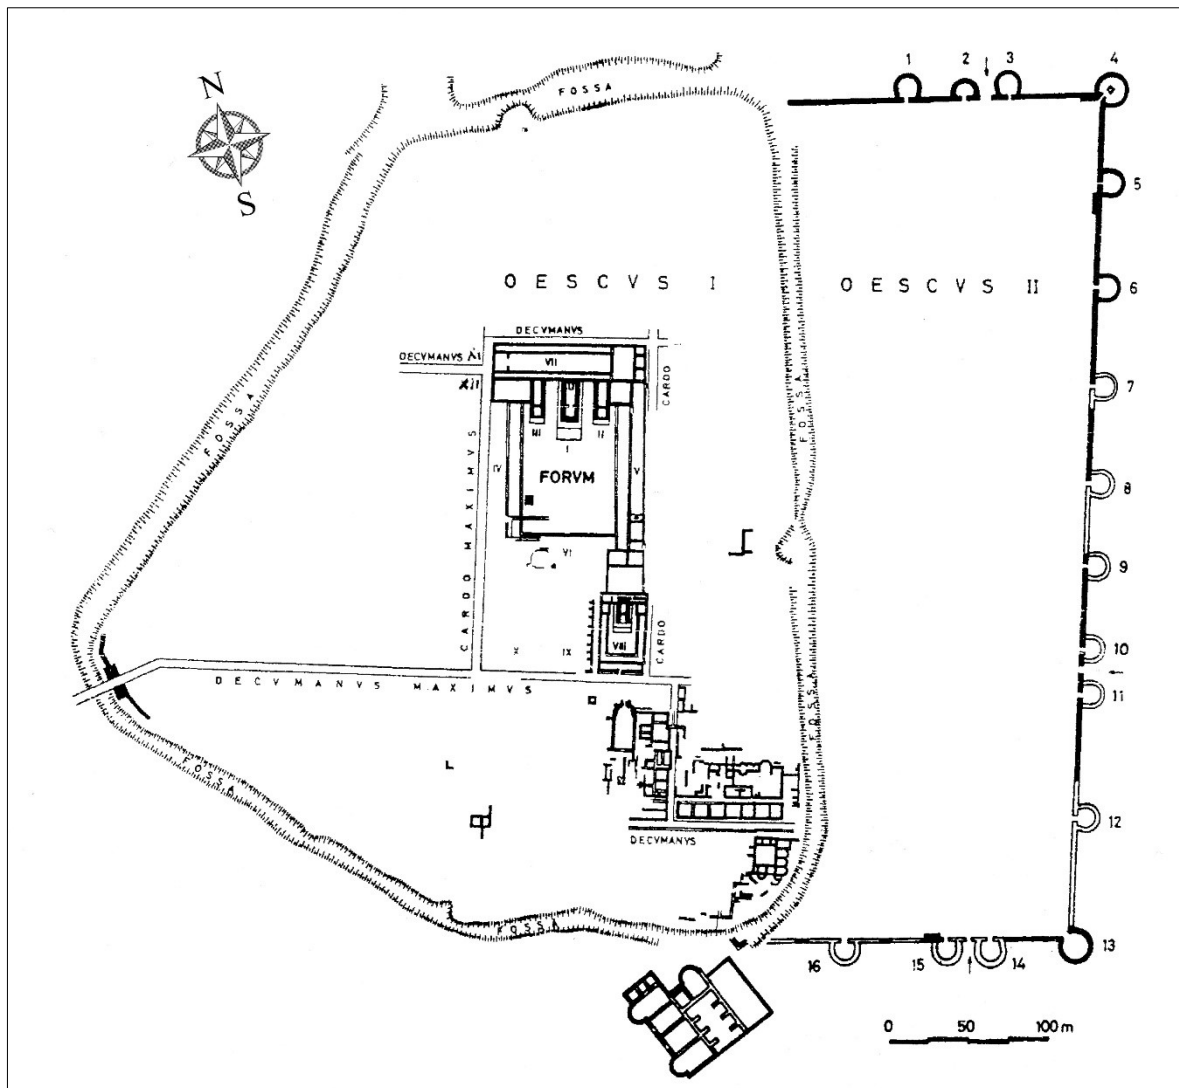 1 2 3 4
N
S
FOSSA
5
OESCVS I
OESCVS II
6
DECVMANVS
DECVMANVS
VII
XII
CARDO
7
FOSSA
FOSSA
III
I
II
IV
FORVM
V
CARDO MAXIMVS
8
VI
9
VIII
CARDO
X
IX
10
11
DECVMANVS MAXIMVS
FOSSA
FOSSA
12
DECVMANVS
FOSSA
13
16
15
14
0 50 100 m